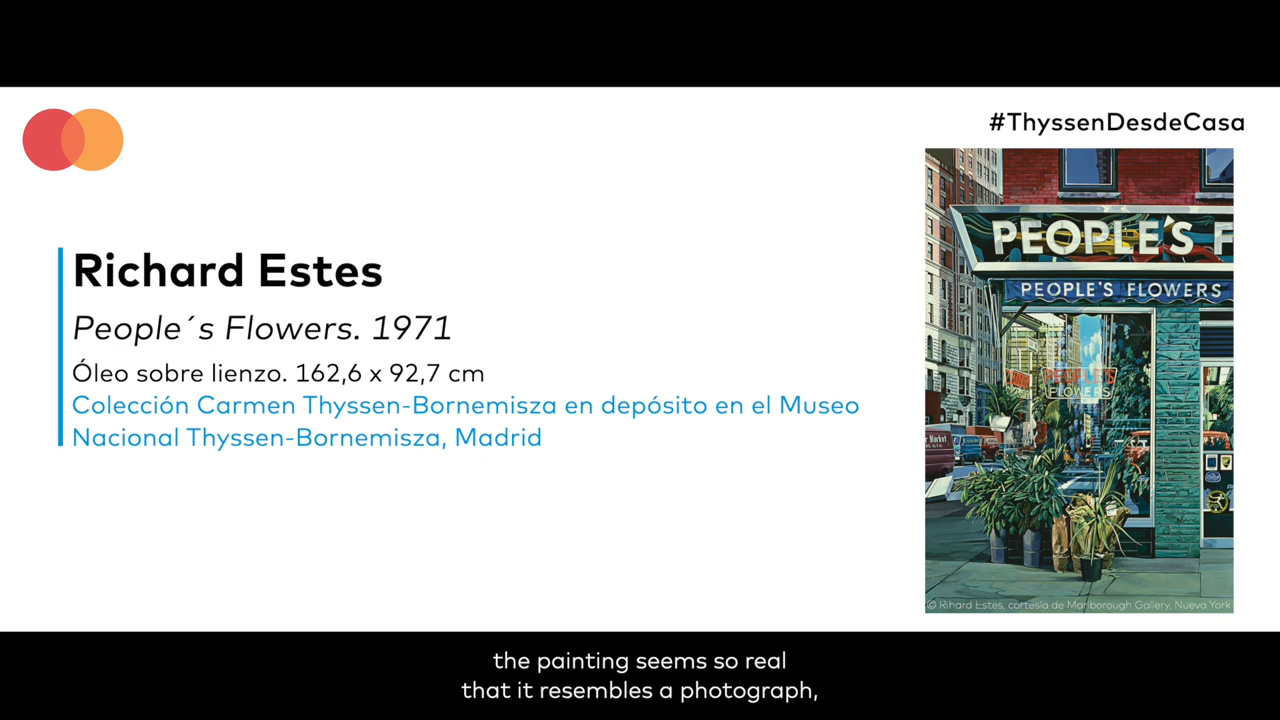 #ThyssenDesdeCasa
Richard Estes
People´s Flowers. 1971
Óleo sobre lienzo. 162,6 x 92,7 cm
Colección Carmen Thyssen-Bornemisza en depósito en el Museo
Nacional Thyssen-Bornemisza, Madrid
PEOPLE'S F
PEOPLE'S FLOWERS
PEOPLE'S
FLOWERS
Market
© Rihard Estes, cortesía de Marlborough Gallery, Nueva York
the painting seems so real
that it resembles a photograph,